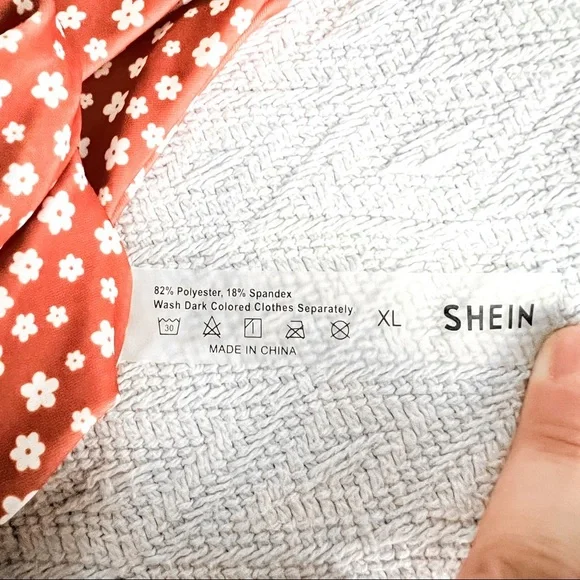 82% Polyester, 18% Spandex
Wash Dark Colored Clothes Separately
30
XL
SHEIN
MADE IN CHINA